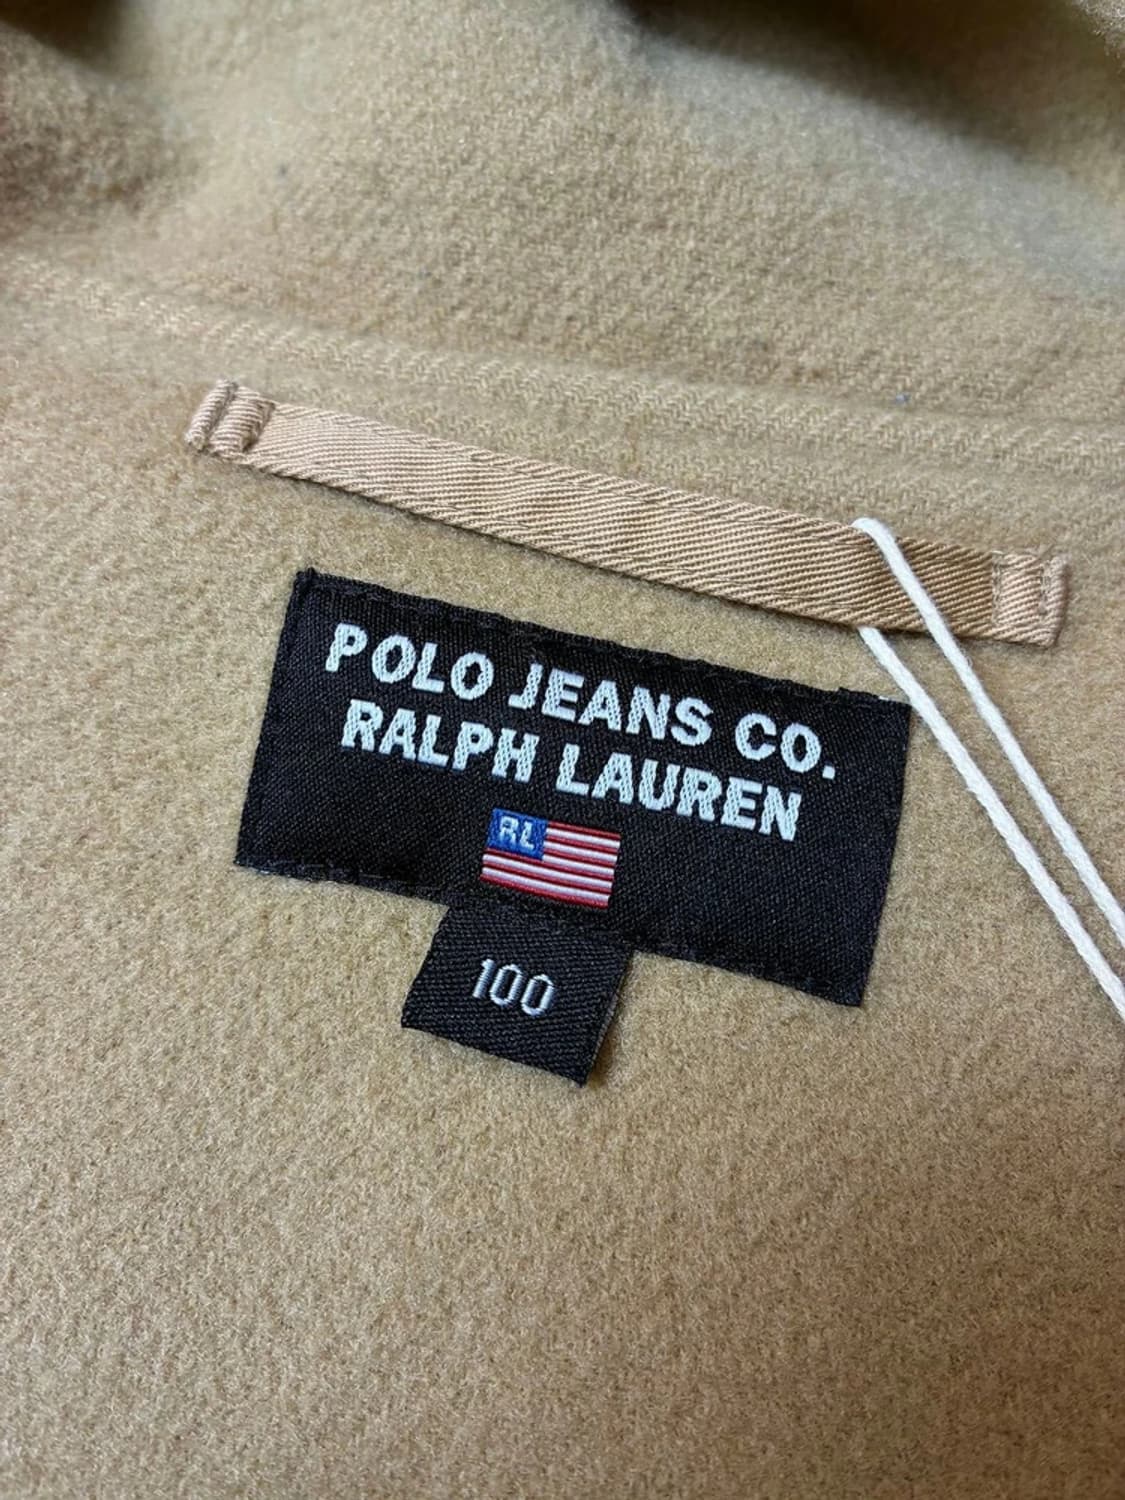 POLO JEANS CO.
RALPH LAUREN
RL
100